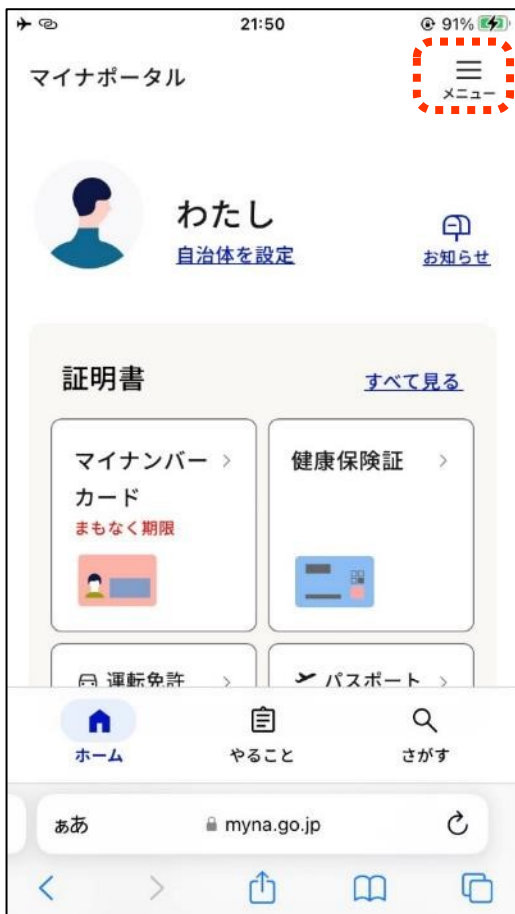 21:50
91%
マイナポータル
メニュー
わたし
自治体を設定
お知らせ
証明書
すべて見る
マイナンバーカード
まもなく期限
健康保険証
運転免許
パスポート
ホーム
やること
さがす
ぁあ
myna.go.jp